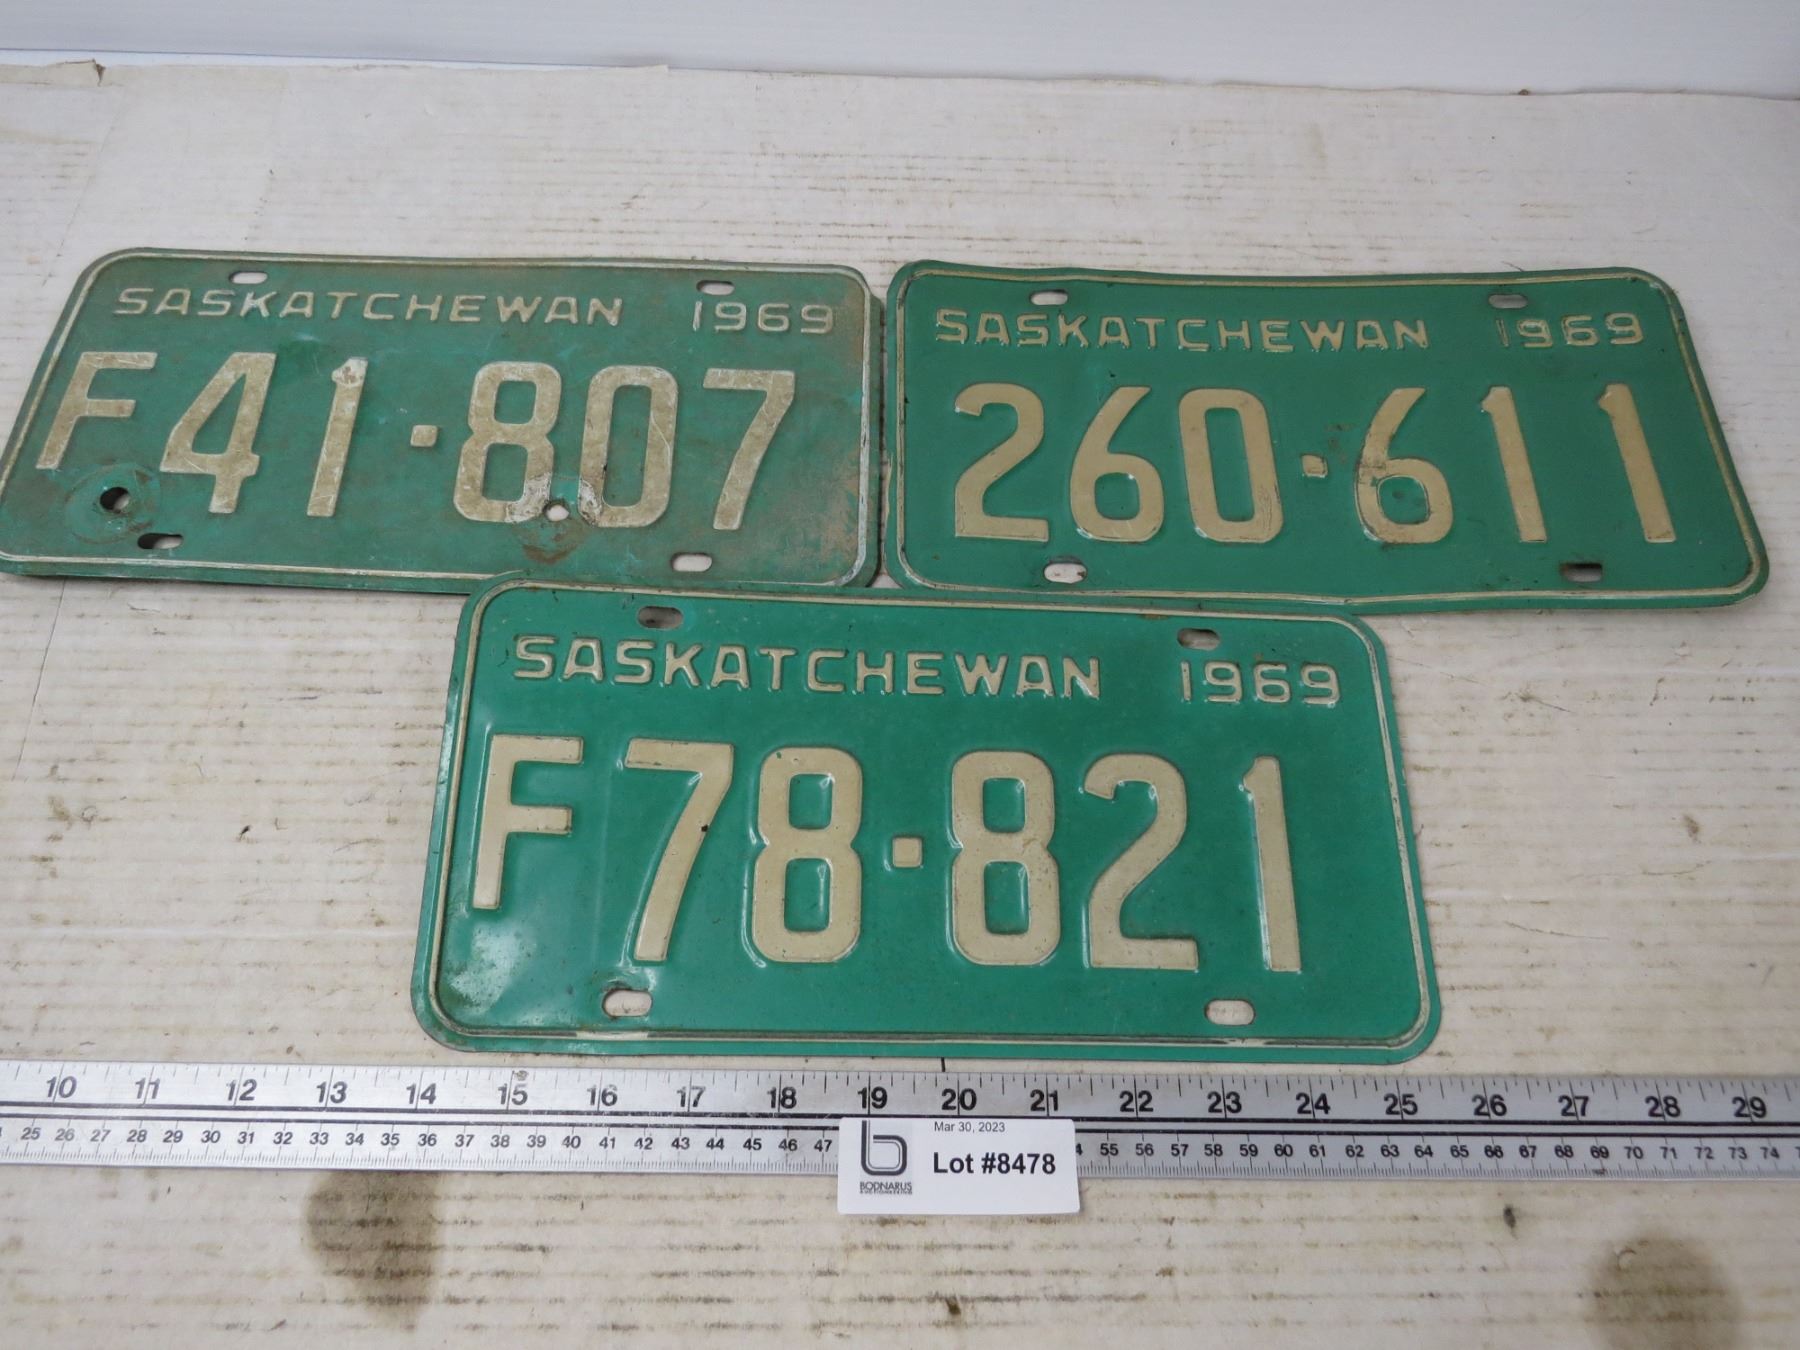 SASKATCHEWAN 1969
F41·807
SASKATCHEWAN 1969
260·611
SASKATCHEWAN 1969
F78·821
10 11 12 13 14 15 16 17 18 19 20 21 22 23 24 25 26 27 28 29
25 26 27 28 29 30 31 32 33 34 35 36 37 38 39 40 41 42 43 44 45 46 47 55 56 57 58 59 60 61 62 63 64 65 66 67 68 69 70 71 72 73 74
Mar 30, 2023
Lot #8478
BODNARUS